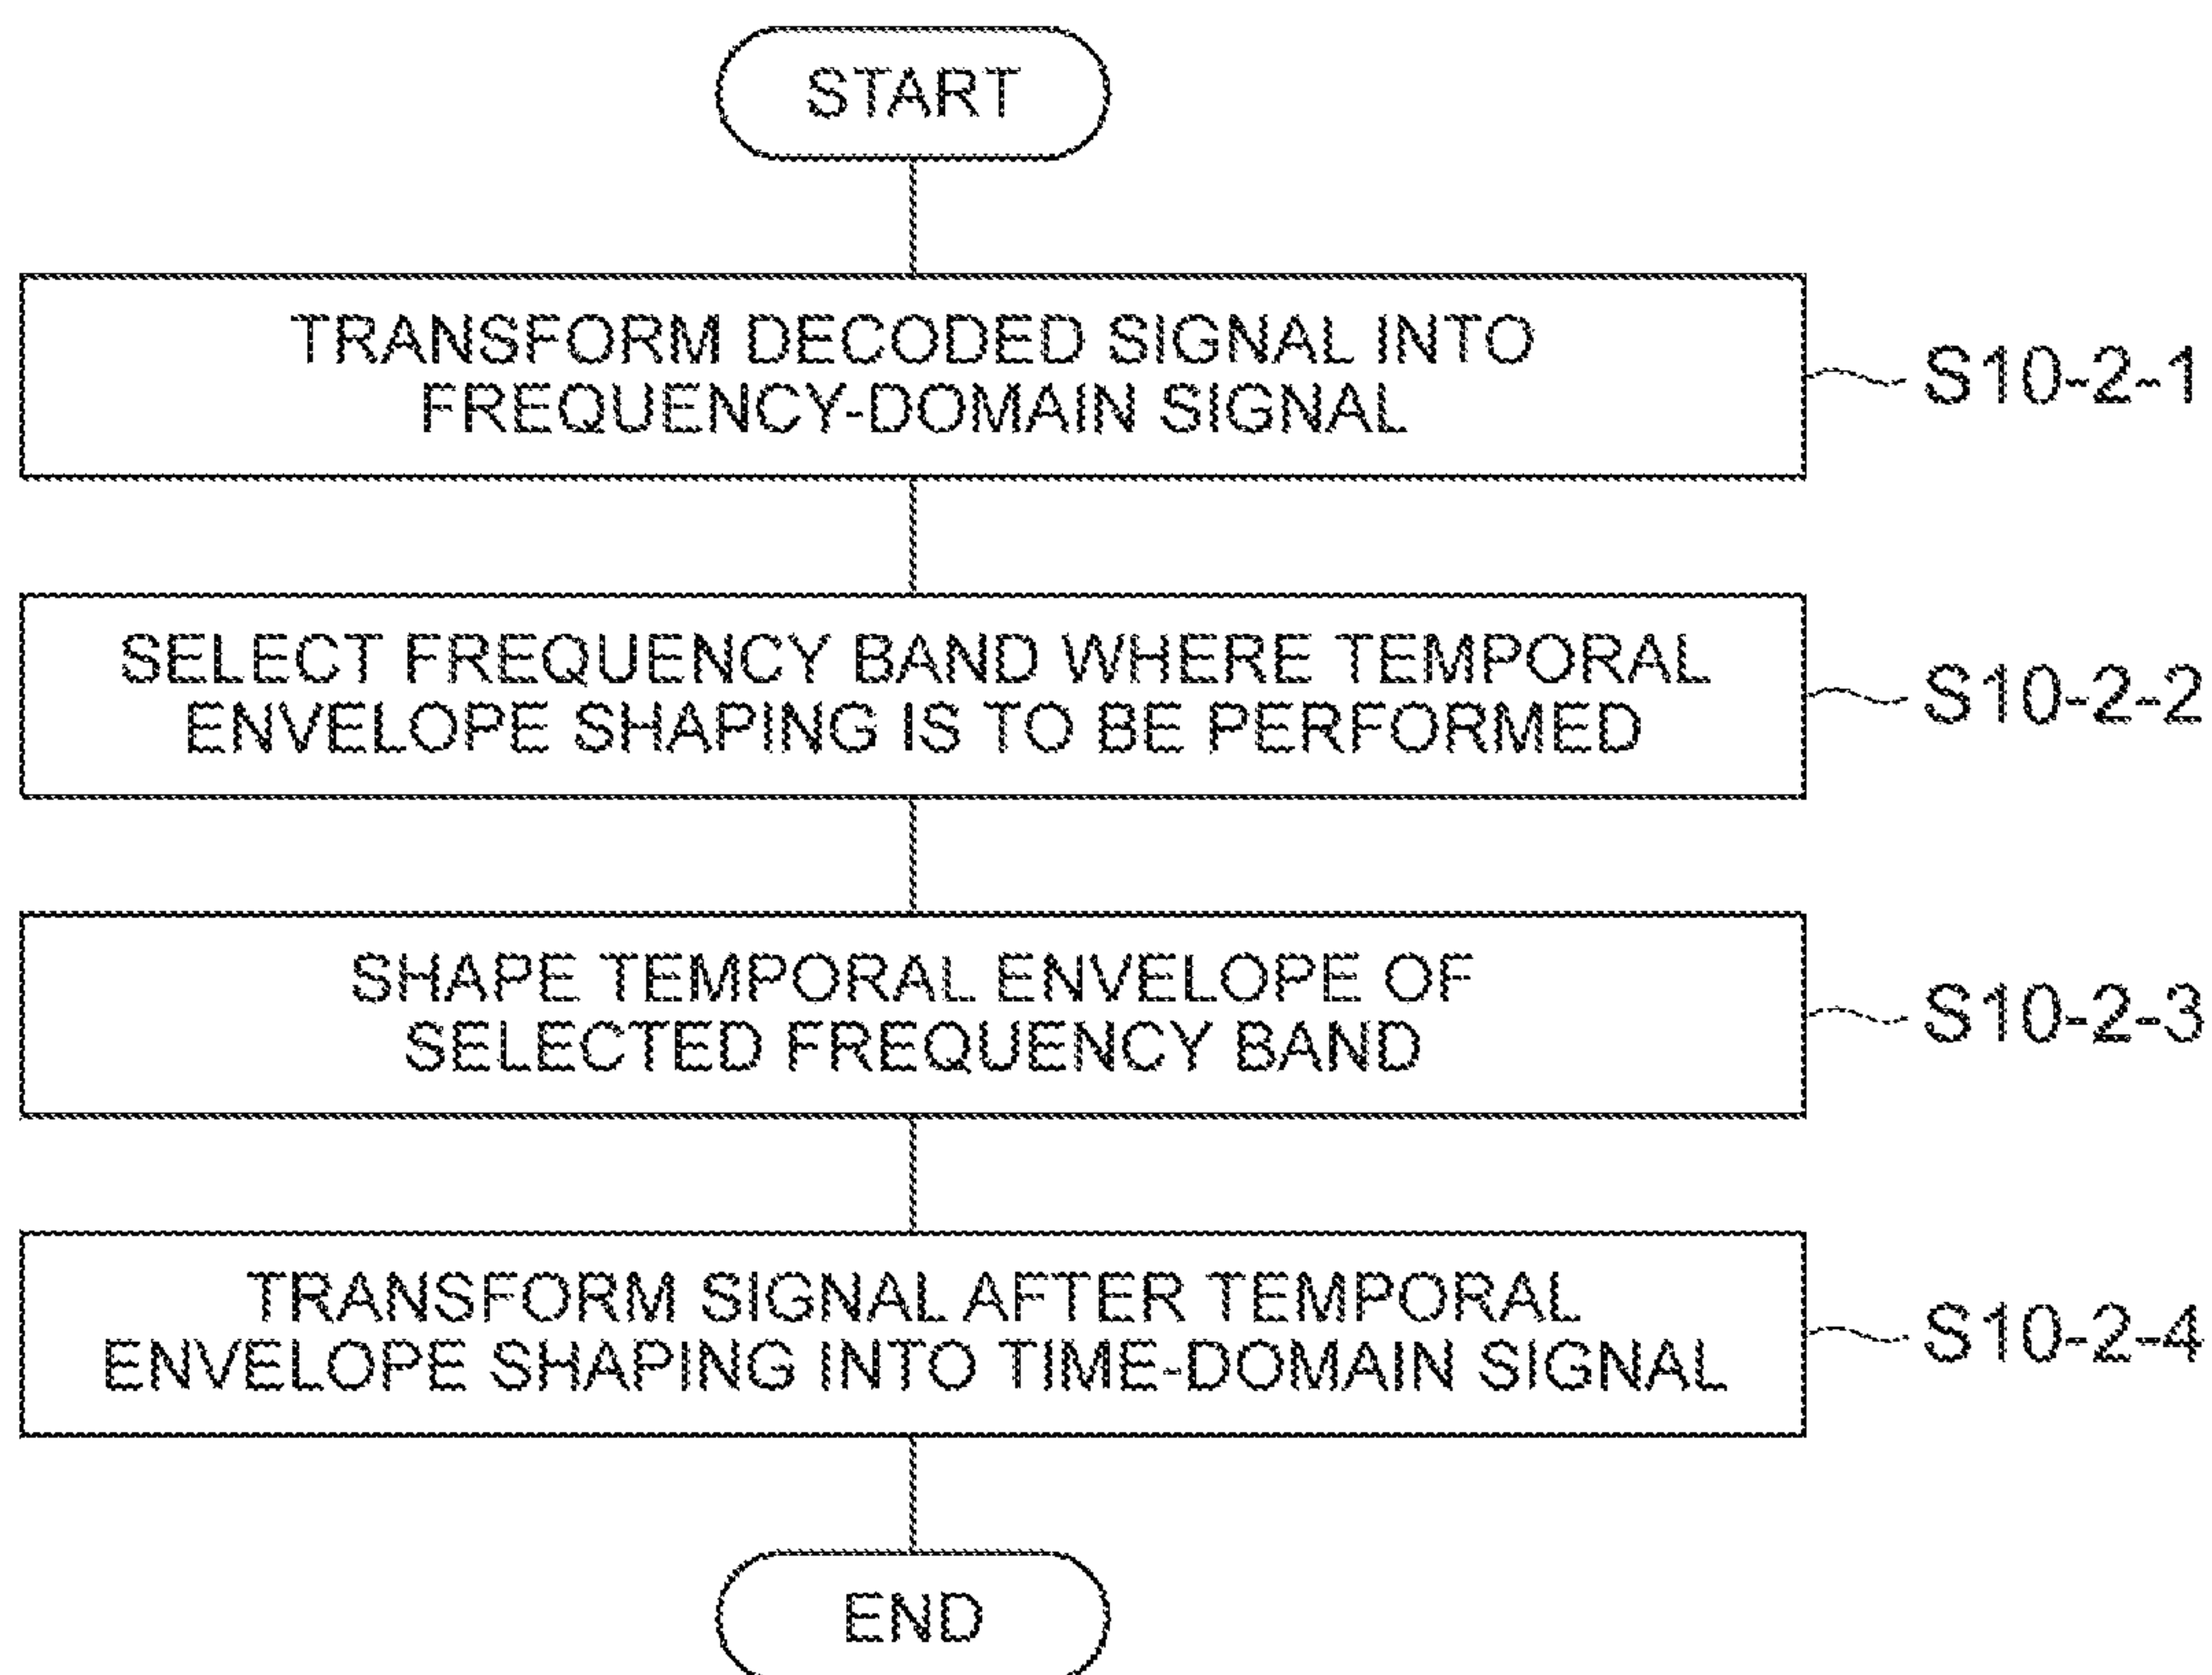 START
TRANSFORM DECODED SIGNAL INTO
FREQUENCY-DOMAIN SIGNAL
S10-2-1
SELECT FREQUENCY BAND WHERE TEMPORAL
ENVELOPE SHAPING IS TO BE PERFORMED
S10-2-2
SHAPE TEMPORAL ENVELOPE OF
SELECTED FREQUENCY BAND
S10-2-3
TRANSFORM SIGNAL AFTER TEMPORAL
ENVELOPE SHAPING INTO TIME-DOMAIN SIGNAL
S10-2-4
END